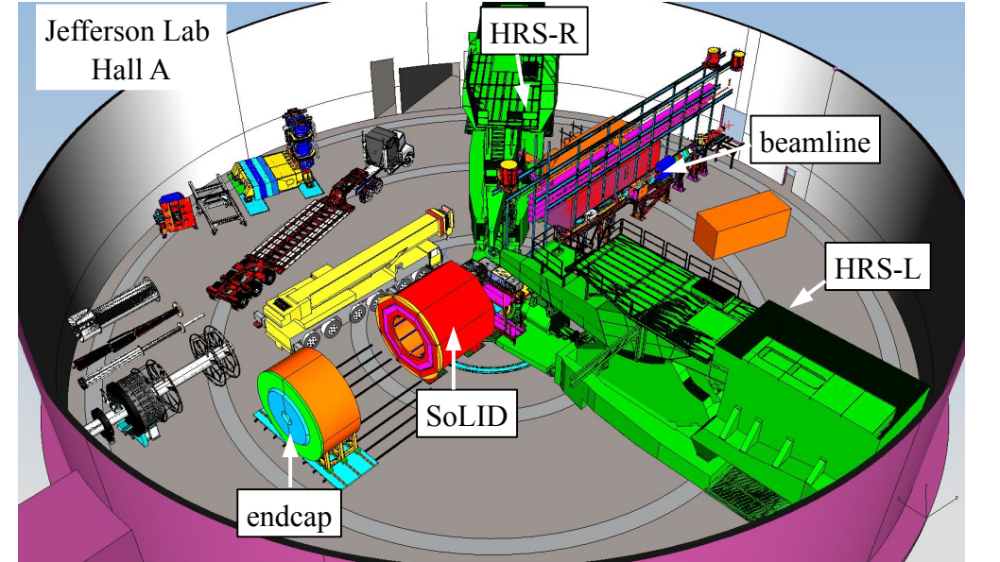 Jefferson Lab
Hall A
HRS-R
beamline
HRS-L
SoLID
endcap